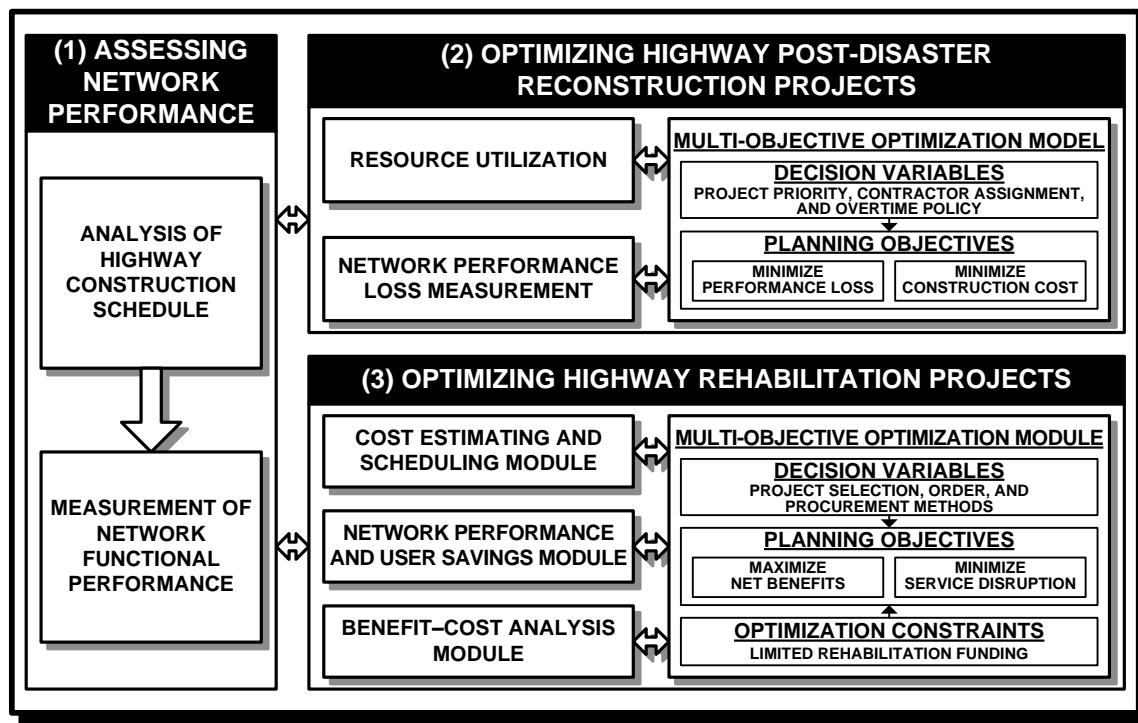 (1) ASSESSING
NETWORK
PERFORMANCE
ANALYSIS OF
HIGHWAY
CONSTRUCTION
SCHEDULE
MEASUREMENT OF
NETWORK
FUNCTIONAL
PERFORMANCE
(2) OPTIMIZING HIGHWAY POST-DISASTER
RECONSTRUCTION PROJECTS
RESOURCE UTILIZATION
NETWORK PERFORMANCE
LOSS MEASUREMENT
MULTI-OBJECTIVE OPTIMIZATION MODEL
DECISION VARIABLES
PROJECT PRIORITY, CONTRACTOR ASSIGNMENT,
AND OVERTIME POLICY
PLANNING OBJECTIVES
MINIMIZE
PERFORMANCE LOSS
MINIMIZE
CONSTRUCTION COST
(3) OPTIMIZING HIGHWAY REHABILITATION PROJECTS
COST ESTIMATING AND
SCHEDULING MODULE
NETWORK PERFORMANCE
AND USER SAVINGS MODULE
BENEFIT–COST ANALYSIS
MODULE
MULTI-OBJECTIVE OPTIMIZATION MODULE
DECISION VARIABLES
PROJECT SELECTION, ORDER, AND
PROCUREMENT METHODS
PLANNING OBJECTIVES
MAXIMIZE
NET BENEFITS
MINIMIZE
SERVICE DISRUPTION
OPTIMIZATION CONSTRAINTS
LIMITED REHABILITATION FUNDING